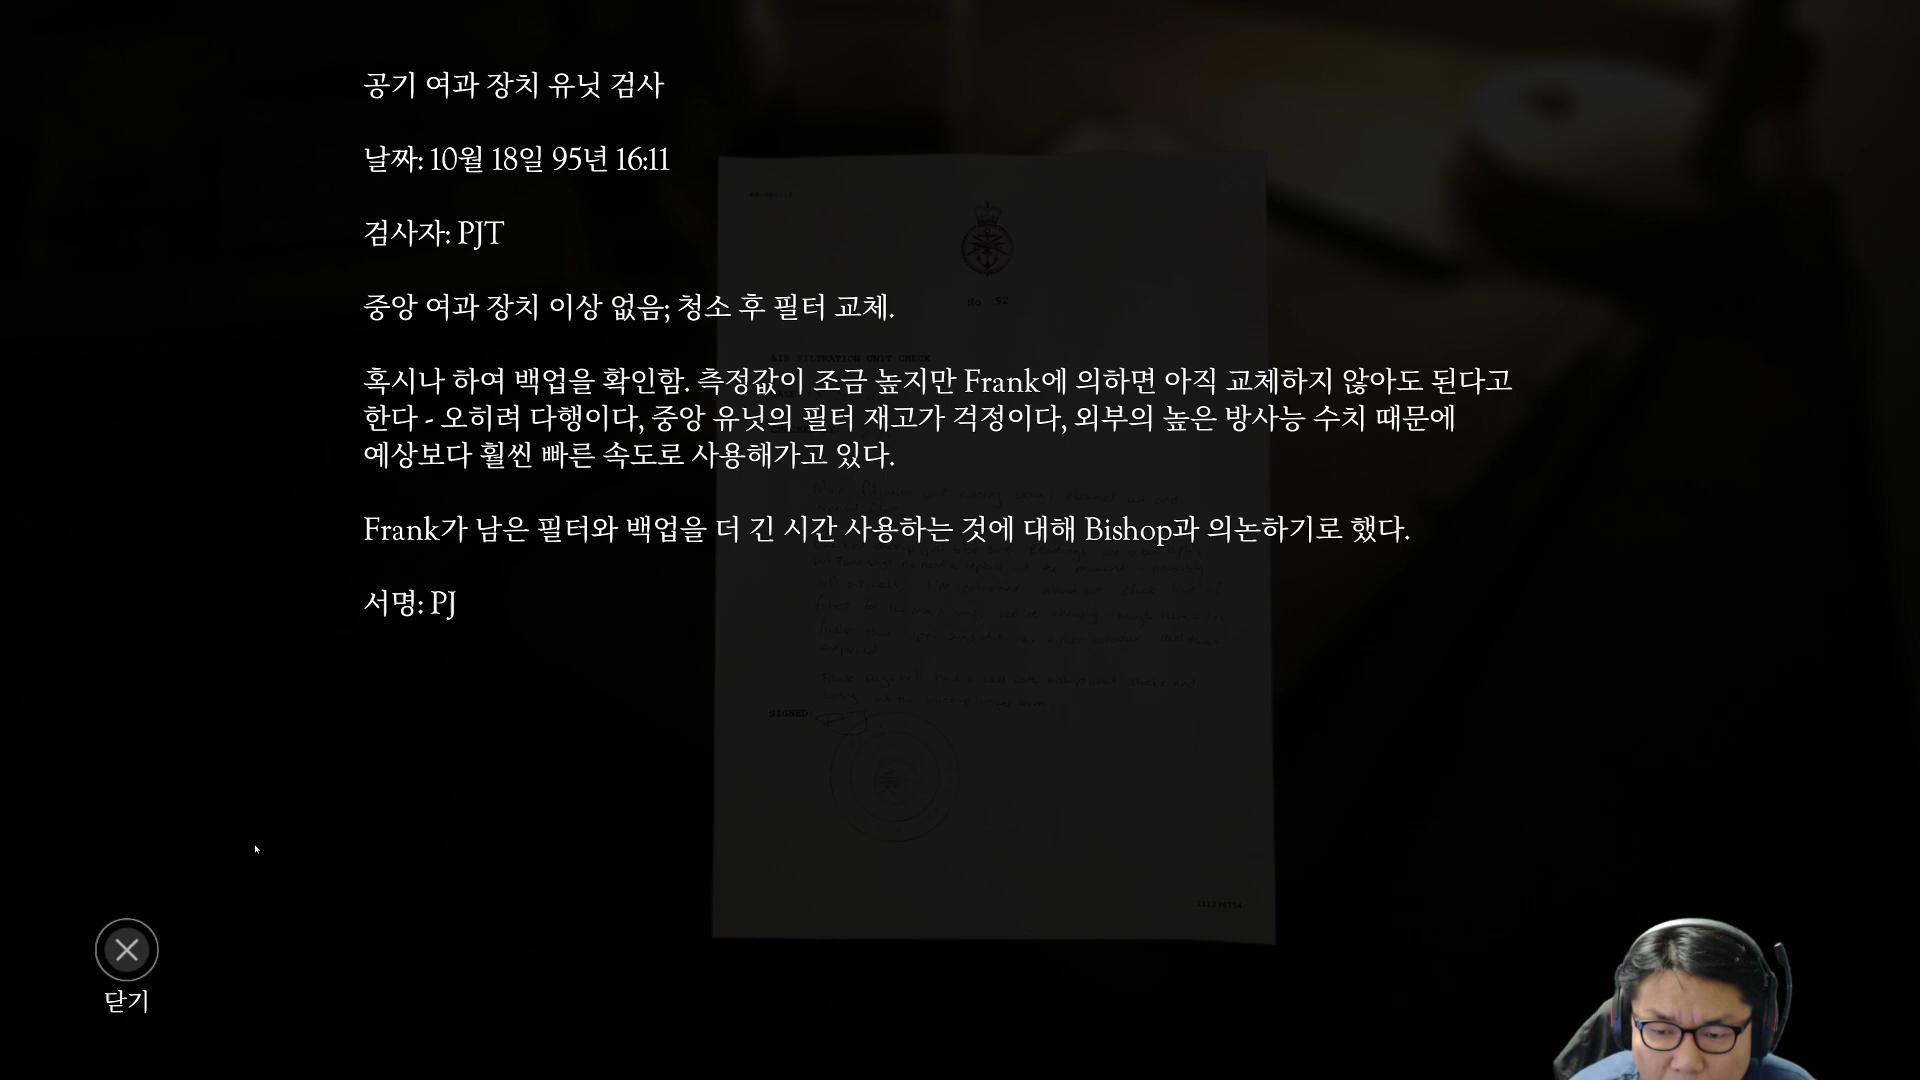 공기 여과 장치 유닛 검사
날짜: 10월 18일 95년 16:11
검사자: PJT
중앙 여과 장치 이상 없음; 청소 후 필터 교체.
혹시나 하여 백업을 확인함. 측정값이 조금 높지만 Frank에 의하면 아직 교체하지 않아도 된다고
한다 - 오히려 다행이다, 중앙 유닛의 필터 재고가 걱정이다, 외부의 높은 방사능 수치 때문에
예상보다 훨씬 빠른 속도로 사용해가고 있다.
Frank가 남은 필터와 백업을 더 긴 시간 사용하는 것에 대해 Bishop과 의논하기로 했다.
서명: PJ
No 92
AIR FILTRATION UNIT CHECK
SIGNED:
닫기